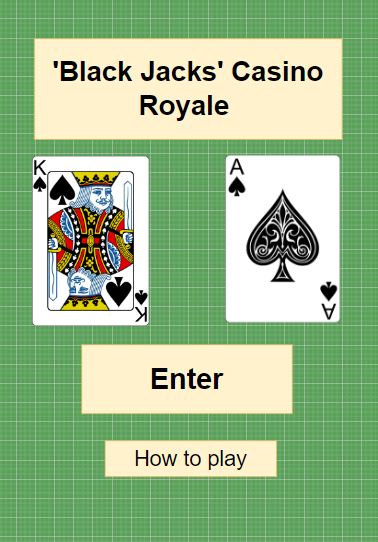 'Black Jacks' Casino
Royale
K
A
K
A
Enter
How to play